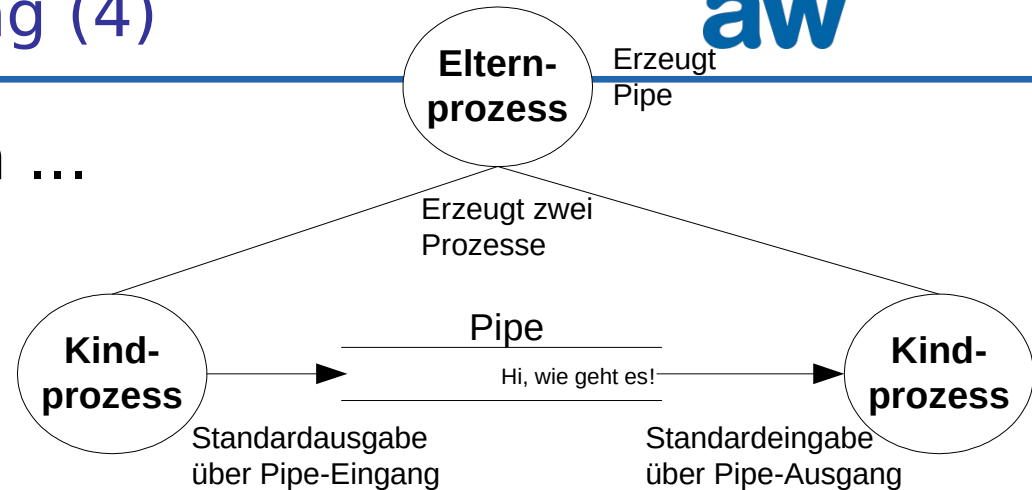 ng (4)
aw
Eltern-
prozess
Erzeugt
Pipe
...
Erzeugt zwei
Prozesse
Kind-
prozess
Pipe
Hi, wie geht es!
Kind-
prozess
Standardausgabe
über Pipe-Eingang
Standardeingabe
über Pipe-Ausgang